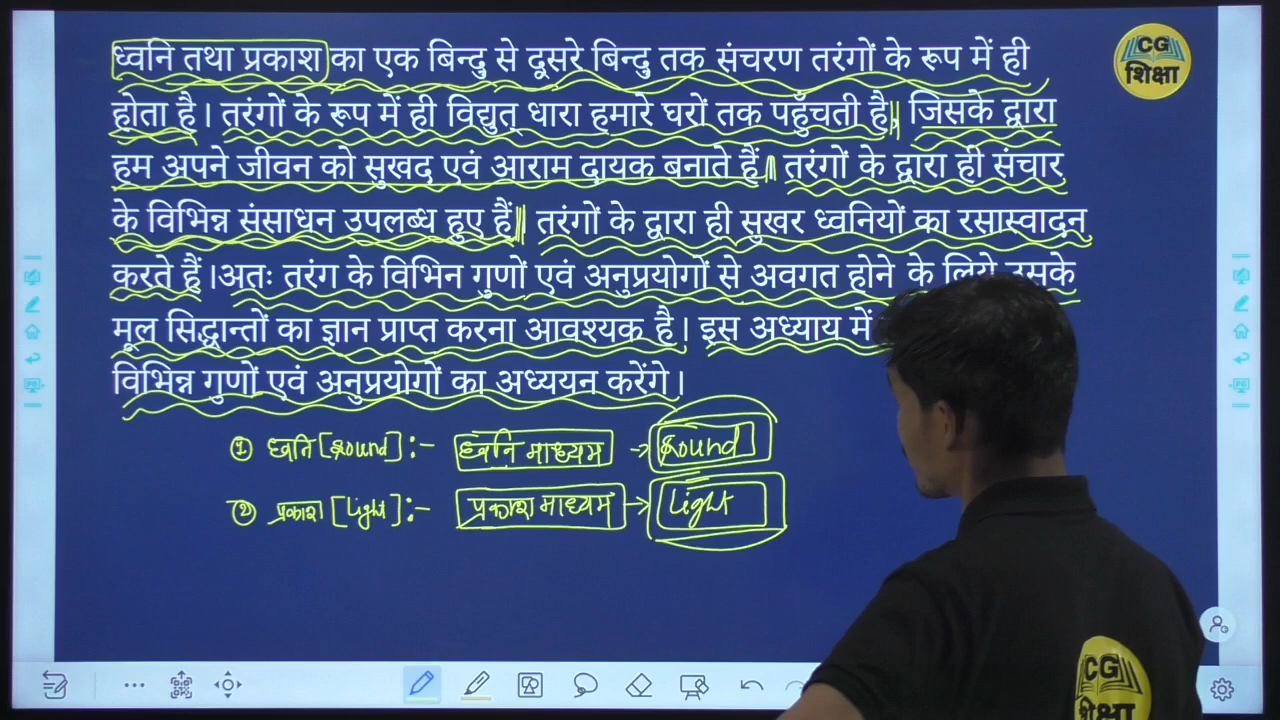 ध्वनि तथा प्रकाश का एक बिन्दु से दूसरे बिन्दु तक संचरण तरंगों के रूप में ही
होता है। तरंगों के रूप में ही विद्युत् धारा हमारे घरों तक पहुँचती है, जिसके द्वारा
हम अपने जीवन को सुखद एवं आराम दायक बनाते हैं। तरंगों के द्वारा ही संचार
के विभिन्न संसाधन उपलब्ध हुए हैं। तरंगों के द्वारा ही सुखर ध्वनियों का रसास्वादन
करते हैं ।अतः तरंग के विभिन गुणों एवं अनुप्रयोगों से अवगत होने के लिये उसके
मूल सिद्धान्तों का ज्ञान प्राप्त करना आवश्यक है। इस अध्याय में
विभिन्न गुणों एवं अनुप्रयोगों का अध्ययन करेंगे।
① ध्वनि [Sound] :- ध्वनि माध्यम → Sound
② प्रकाश [Light] :- प्रकाश माध्यम → Light
CG
शिक्षा
CG
शिक्षा